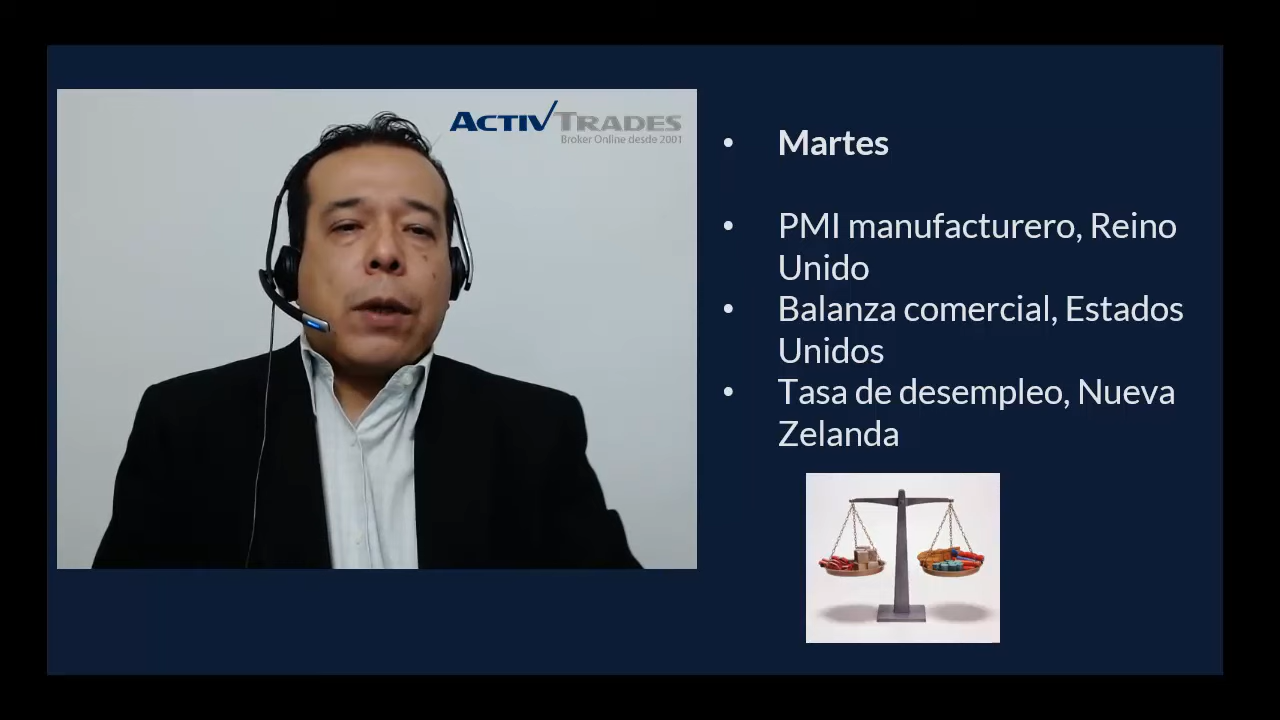 ACTIVTRADES
Broker Online desde 2001
• Martes
• PMI manufacturero, Reino
Unido
• Balanza comercial, Estados
Unidos
• Tasa de desempleo, Nueva
Zelanda